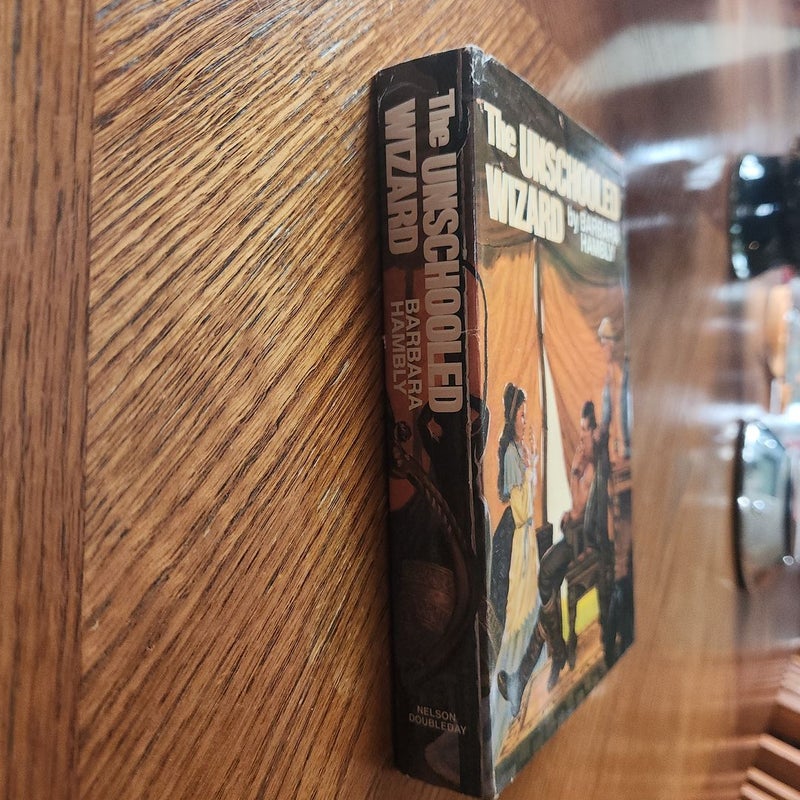 The UNSCHOOLED
WIZARD
BARBARA
HAMBLY
NELSON
DOUBLEDAY
The UNSCHOOLED
WIZARD by BARBARA
HAMBLY